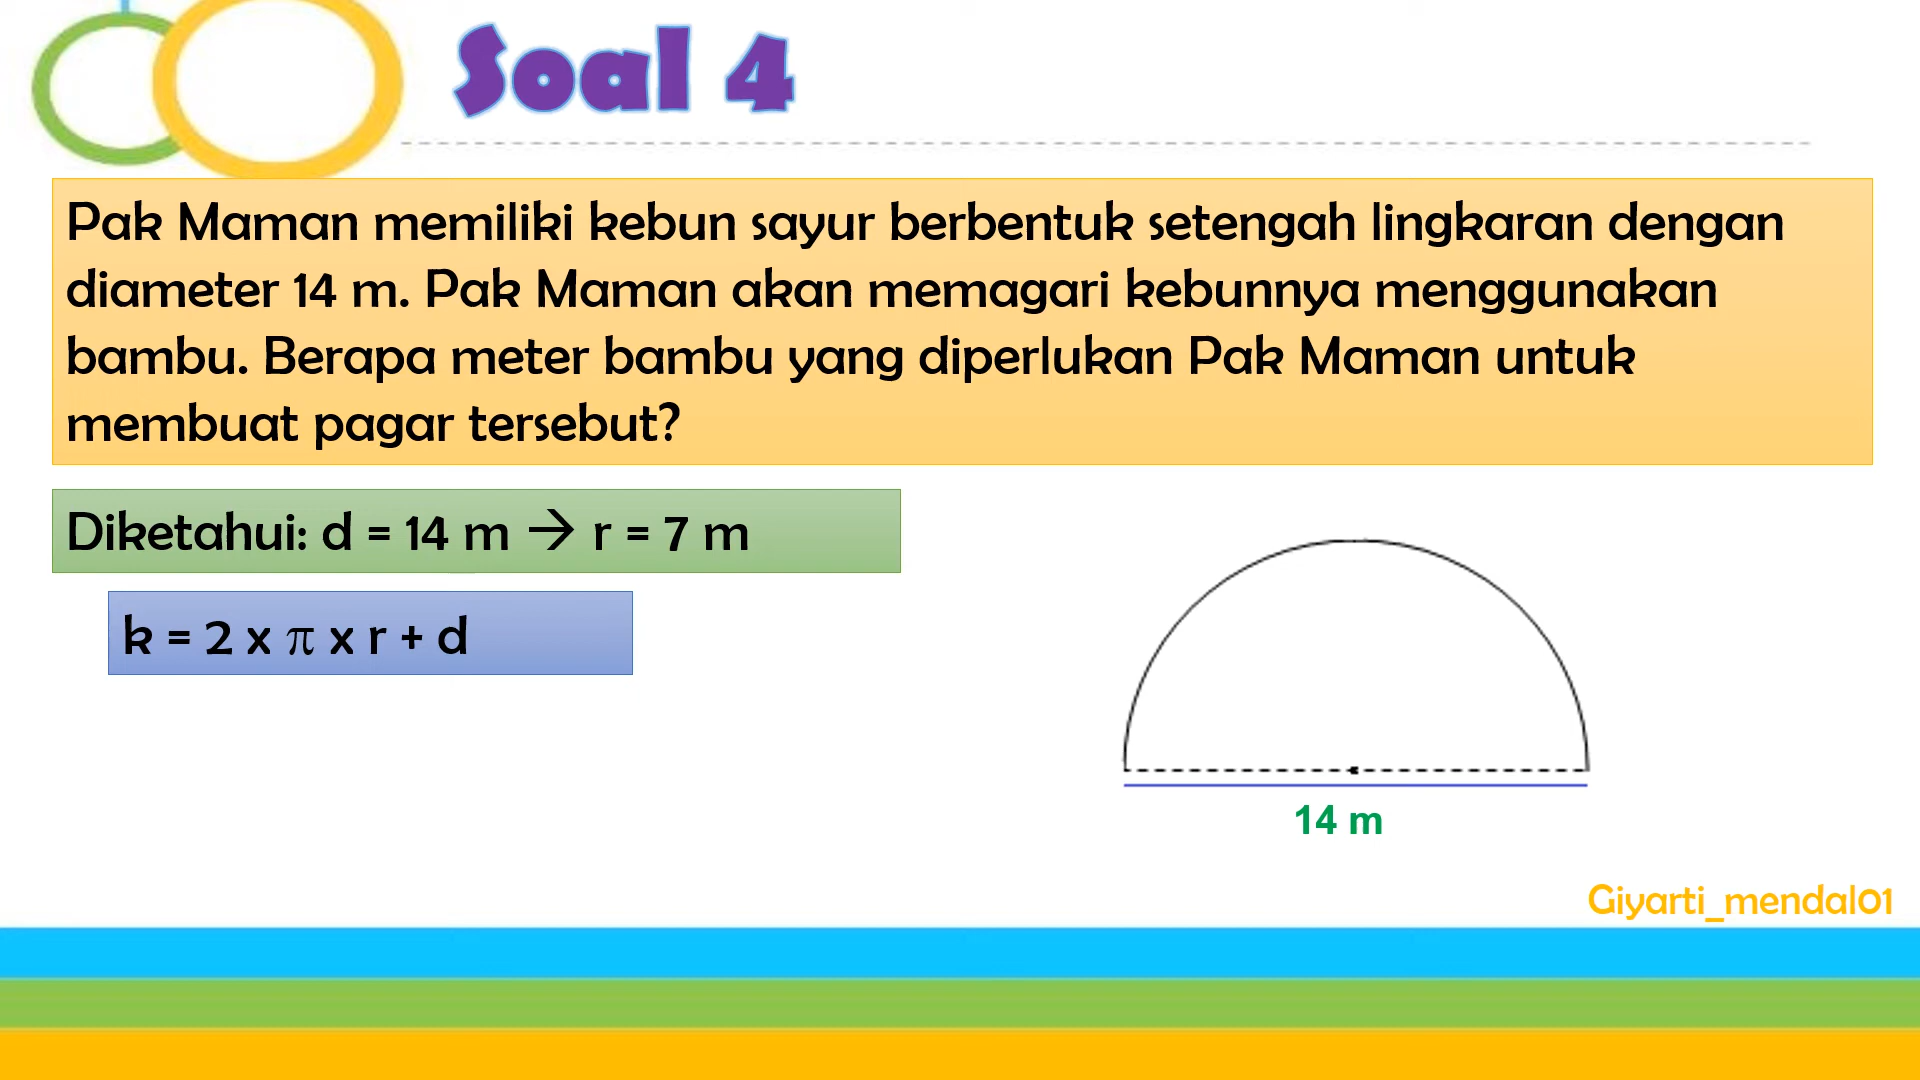 Soal 4
Pak Maman memiliki kebun sayur berbentuk setengah lingkaran dengan
diameter 14 m. Pak Maman akan memagari kebunnya menggunakan
bambu. Berapa meter bambu yang diperlukan Pak Maman untuk
membuat pagar tersebut?
Diketahui: d = 14 m → r = 7 m
k = 2 x π x r + d
14 m
Giyarti_mendal01